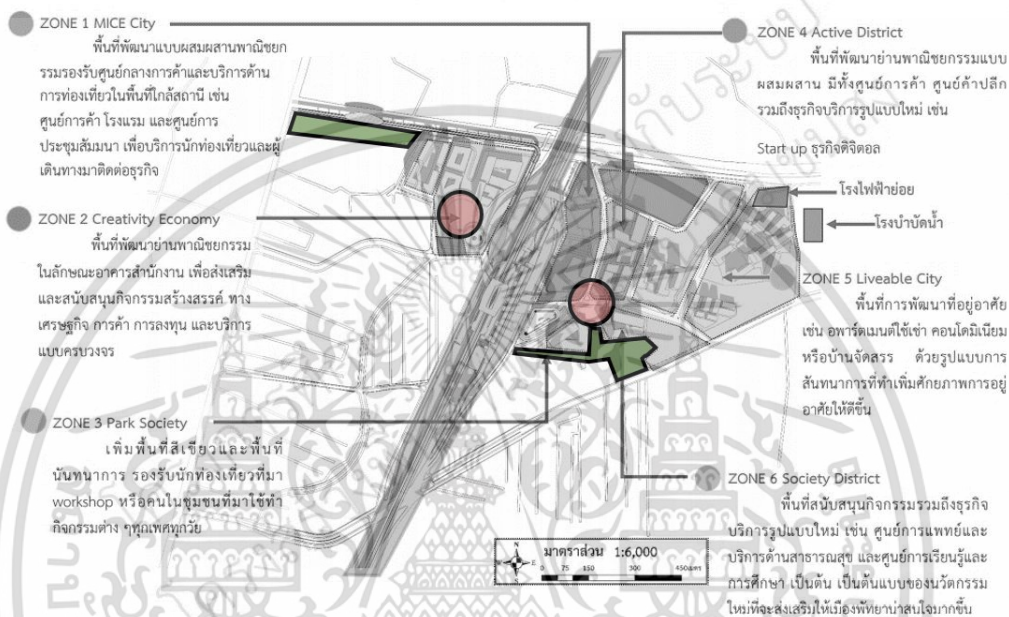 ZONE 1 MICE City
พื้นที่พัฒนาแบบผสมผสานพาณิชยก
รรมรองรับศูนย์กลางการค้าและบริการด้าน
การท่องเที่ยวในพื้นที่ใกล้สถานี เช่น
ศูนย์การค้า โรงแรม และศูนย์การ
ประชุมสัมมนา เพื่อบริการนักท่องเที่ยวและผู้
เดินทางมาติดต่อธุรกิจ
ZONE 2 Creativity Economy
พื้นที่พัฒนาย่านพาณิชยกรรม
ในลักษณะอาคารสำนักงาน เพื่อส่งเสริม
และสนับสนุนกิจกรรมสร้างสรรค์ ทาง
เศรษฐกิจ การค้า การลงทุน และบริการ
แบบครบวงจร
ZONE 3 Park Society
เพิ่มพื้นที่สีเขียวและพื้นที่
นันทนาการ รองรับนักท่องเที่ยวที่มา
workshop หรือคนในชุมชนที่มาใช้ทำ
กิจกรรมต่าง ๆทุกเพศทุกวัย
ZONE 4 Active District
พื้นที่พัฒนาย่านพาณิชยกรรมแบบ
ผสมผสาน มีทั้งศูนย์การค้า ศูนย์ค้าปลีก
รวมถึงธุรกิจบริการรูปแบบใหม่ เช่น
Start up ธุรกิจดิจิตอล
โรงไฟฟ้าย่อย
โรงบำบัดน้ำ
ZONE 5 Liveable City
พื้นที่การพัฒนาที่อยู่อาศัย
เช่น อพาร์ตเมนต์ใช้เช่า คอนโดมิเนียม
หรือบ้านจัดสรร ด้วยรูปแบบการ
สันทนาการที่ทำเพิ่มศักยภาพการอยู่
อาศัยให้ดีขึ้น
ZONE 6 Society District
พื้นที่สนับสนุนกิจกรรมรวมถึงธุรกิจ
บริการรูปแบบใหม่ เช่น ศูนย์การแพทย์และ
บริการด้านสาธารณสุข และศูนย์การเรียนรู้และ
การศึกษา เป็นต้น เป็นต้นแบบของนวัตกรรม
ใหม่ที่จะส่งเสริมให้เมืองพัทยาน่าสนใจมากขึ้น
มาตราส่วน 1:6,000
N
E
0 75 150 300 450เมตร